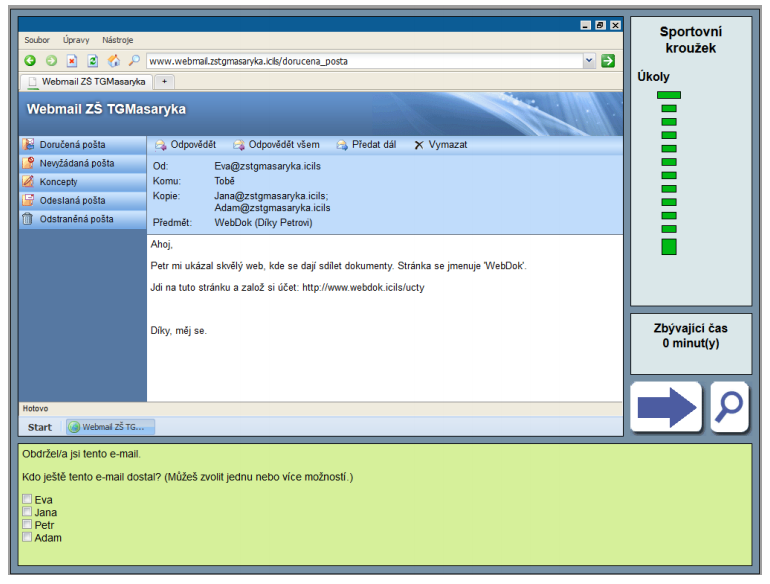 Soubor Úpravy Nástroje
www.webmail.zstgmasaryka.icils/dorucena_posta
Webmail ZŠ TGMasaryka +
Webmail ZŠ TGMasaryka
Doručená pošta
Nevyžádaná pošta
Koncepty
Odeslaná pošta
Odstraněná pošta
Odpovědět Odpovědět všem Předat dál Vymazat
Od: Eva@zstgmasaryka.icils
Komu: Tobě
Kopie: Jana@zstgmasaryka.icils;
Adam@zstgmasaryka.icils
Předmět: WebDok (Díky Petrovi)
Ahoj,
Petr mi ukázal skvělý web, kde se dají sdílet dokumenty. Stránka se jmenuje 'WebDok'.
Jdi na tuto stránku a založ si účet: http://www.webdok.icils/ucty
Díky, měj se.
Hotovo
Start Webmail ZŠ TG...
Sportovní
kroužek
Úkoly
Zbývající čas
0 minut(y)
Obdržel/a jsi tento e-mail.
Kdo ještě tento e-mail dostal? (Můžeš zvolit jednu nebo více možností.)
Eva
Jana
Petr
Adam